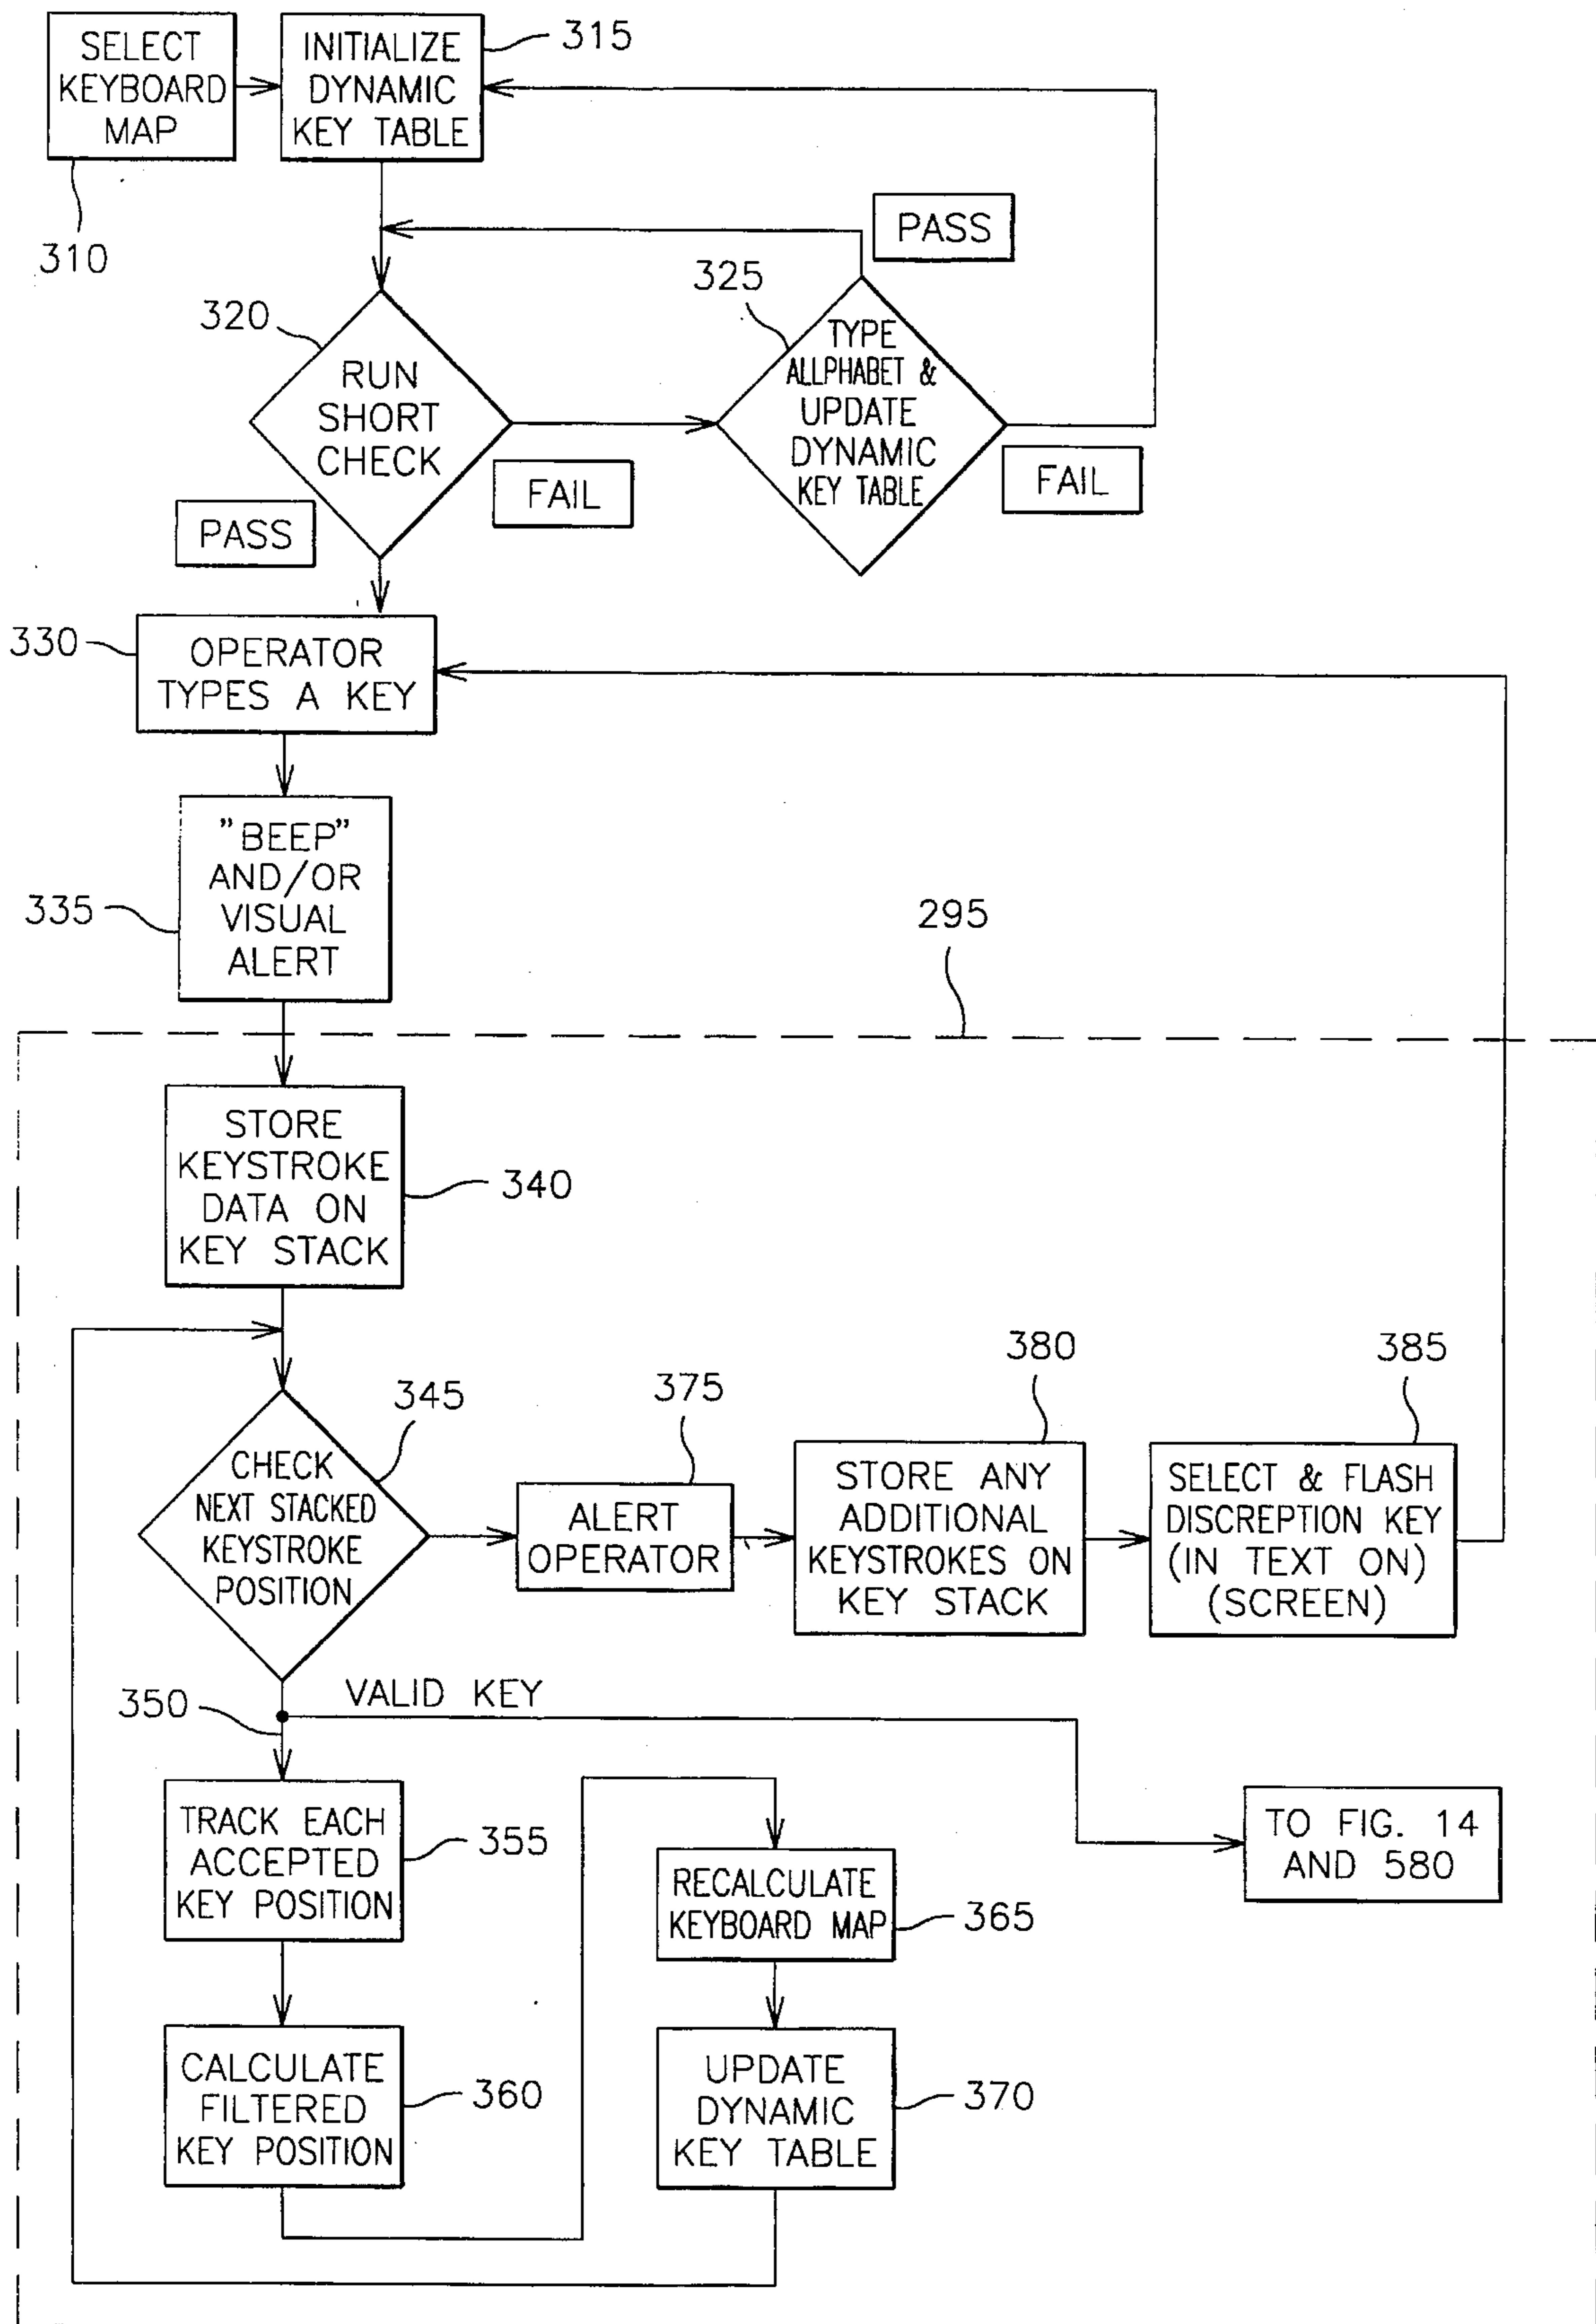 SELECT
KEYBOARD
MAP
310
INITIALIZE
DYNAMIC
KEY TABLE
315
PASS
325
320
RUN
SHORT
CHECK
TYPE
ALLPHABET &
UPDATE
DYNAMIC
KEY TABLE
FAIL
FAIL
PASS
330
OPERATOR
TYPES A KEY
335
"BEEP"
AND/OR
VISUAL
ALERT
295
STORE
KEYSTROKE
DATA ON
KEY STACK
340
345
CHECK
NEXT STACKED
KEYSTROKE
POSITION
375
ALERT
OPERATOR
380
STORE ANY
ADDITIONAL
KEYSTROKES ON
KEY STACK
385
SELECT & FLASH
DISCREPTION KEY
(IN TEXT ON)
(SCREEN)
350
VALID KEY
TRACK EACH
ACCEPTED
KEY POSITION
355
TO FIG. 14
AND 580
CALCULATE
FILTERED
KEY POSITION
360
RECALCULATE
KEYBOARD MAP
365
UPDATE
DYNAMIC
KEY TABLE
370